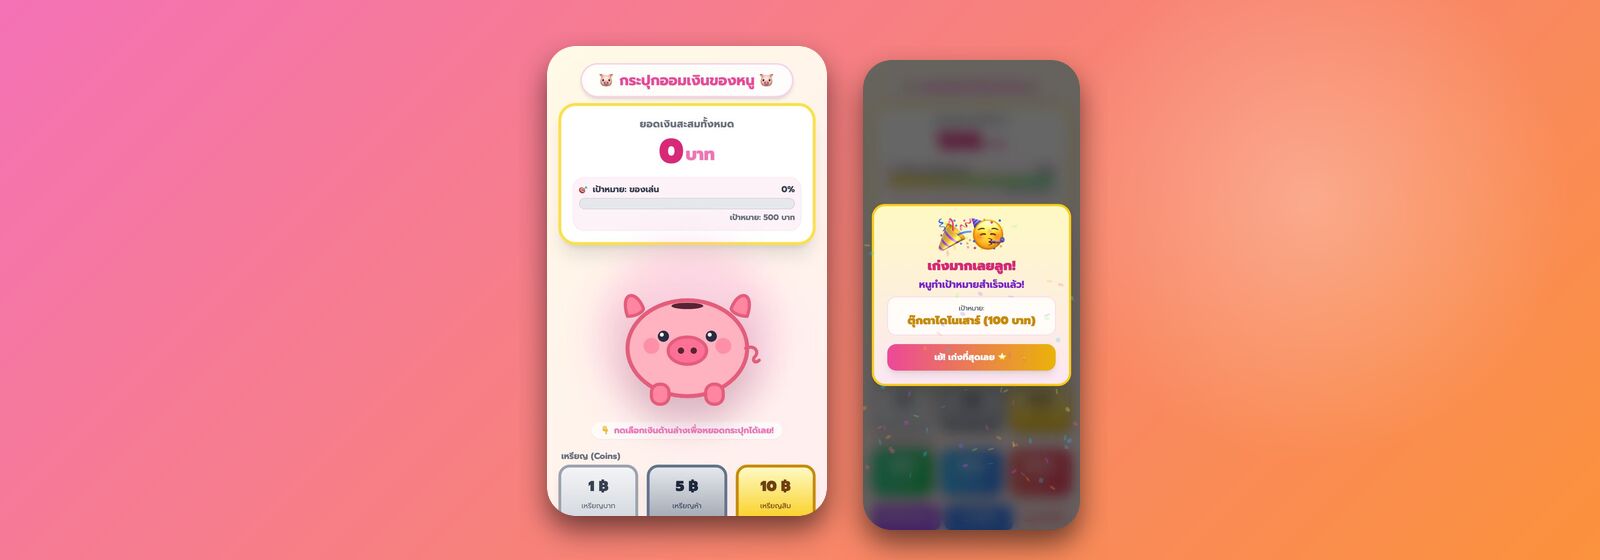 กระปุกออมเงินของหนู
ยอดเงินสะสมทั้งหมด
0 บาท
เป้าหมาย: ของเล่น 0%
เป้าหมาย: 500 บาท
กดเลือกเงินด้านล่างเพื่อหยอดกระปุกได้เลย!
เหรียญ (Coins)
1 ฿ 5 ฿ 10 ฿
เหรียญบาท เหรียญห้า เหรียญสิบ
เก่งมากเลยลูก!
หนูทำเป้าหมายสำเร็จแล้ว!
เป้าหมาย:
ตุ๊กตาไดโนเสาร์ (100 บาท)
เย้! เก่งที่สุดเลย ★